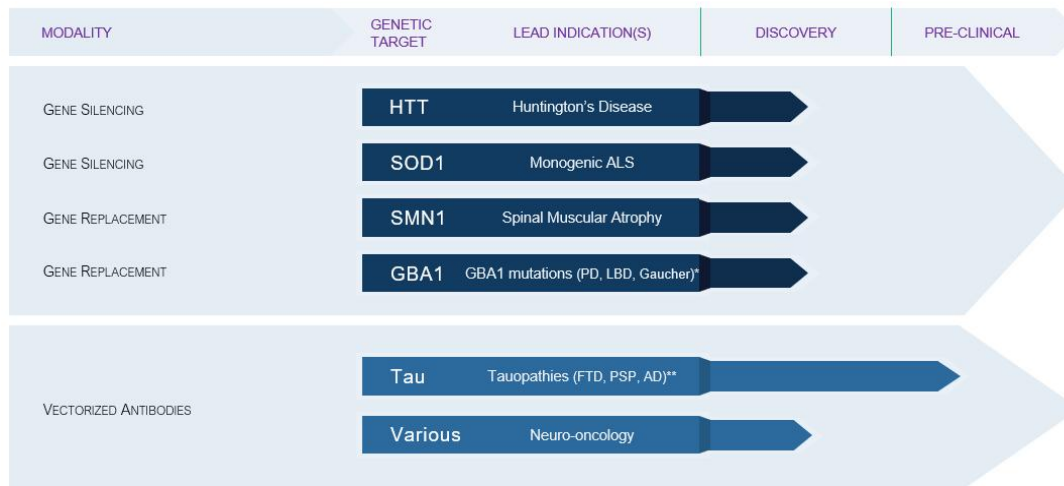 MODALITY
GENETIC
TARGET
LEAD INDICATION(S)
DISCOVERY
PRE-CLINICAL
GENE SILENCING
HTT
Huntington's Disease
GENE SILENCING
SOD1
Monogenic ALS
GENE REPLACEMENT
SMN1
Spinal Muscular Atrophy
GENE REPLACEMENT
GBA1
GBA1 mutations (PD, LBD, Gaucher)*
VECTORIZED ANTIBODIES
Tau
Tauopathies (FTD, PSP, AD)**
Various
Neuro-oncology